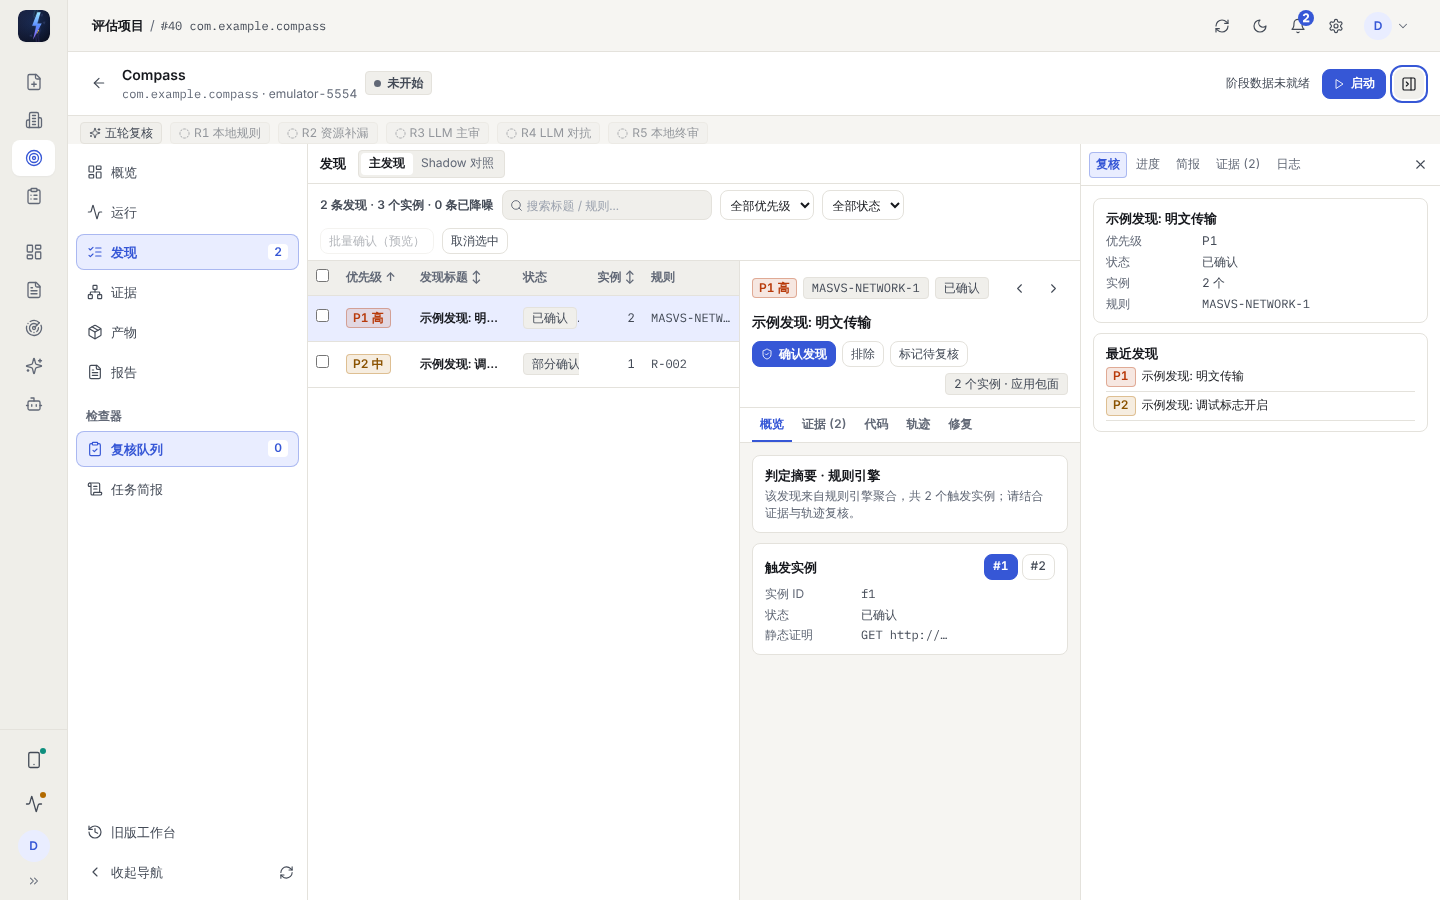 评估项目 / #40 com.example.compass
2
D
Compass
com.example.compass · emulator-5554
未开始
阶段数据未就绪
启动
五轮复核
R1 本地规则
R2 资源补漏
R3 LLM 主审
R4 LLM 对抗
R5 本地终审
概览
运行
发现 2
证据
产物
报告
检查器
复核队列 0
任务简报
旧版工作台
收起导航
D
发现
主发现
Shadow 对照
2 条发现 · 3 个实例 · 0 条已降噪
搜索标题 / 规则...
全部优先级
全部状态
批量确认（预览）
取消选中
优先级 发现标题 状态 实例 规则
P1 高 示例发现: 明... 已确认 2 MASVS-NETW…
P2 中 示例发现: 调... 部分确认 1 R-002
P1 高 MASVS-NETWORK-1 已确认
示例发现: 明文传输
确认发现
排除
标记待复核
2 个实例 · 应用包面
概览 证据 (2) 代码 轨迹 修复
判定摘要 · 规则引擎
该发现来自规则引擎聚合，共 2 个触发实例；请结合
证据与轨迹复核。
触发实例 #1 #2
实例 ID f1
状态 已确认
静态证明 GET http://…
复核 进度 简报 证据 (2) 日志
示例发现: 明文传输
优先级 P1
状态 已确认
实例 2 个
规则 MASVS-NETWORK-1
最近发现
P1 示例发现: 明文传输
P2 示例发现: 调试标志开启